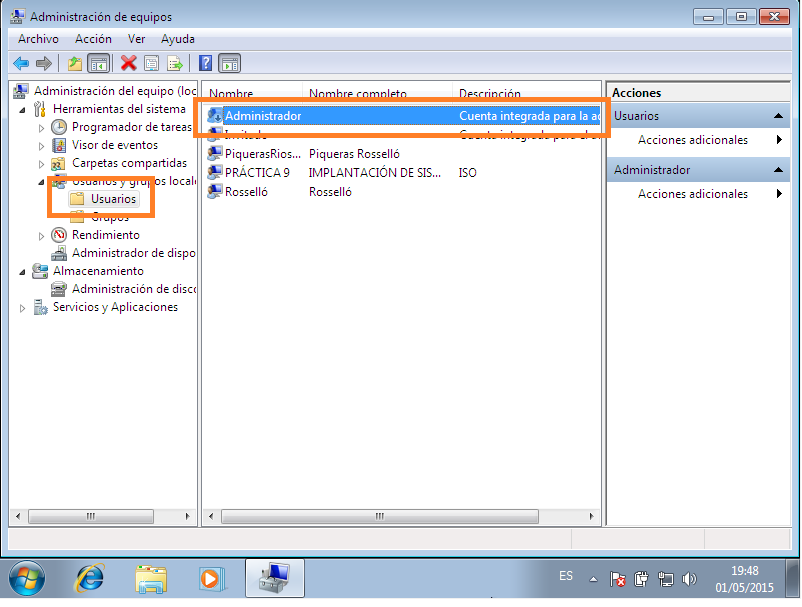 Administración de equipos
Archivo Acción Ver Ayuda
Administración del equipo (loc
Herramientas del sistema
Programador de tareas
Visor de eventos
Carpetas compartidas
Usuarios y grupos locale
Usuarios
Grupos
Rendimiento
Administrador de dispo
Almacenamiento
Administración de disco
Servicios y Aplicaciones
Nombre Nombre completo Descripción
Administrador Cuenta integrada para la ad
Invitado Cuenta integrada para el
PiquerasRios... Piqueras Rosselló
PRÁCTICA 9 IMPLANTACIÓN DE SIS... ISO
Rosselló Rosselló
Acciones
Usuarios
Acciones adicionales
Administrador
Acciones adicionales
ES
19:48
01/05/2015